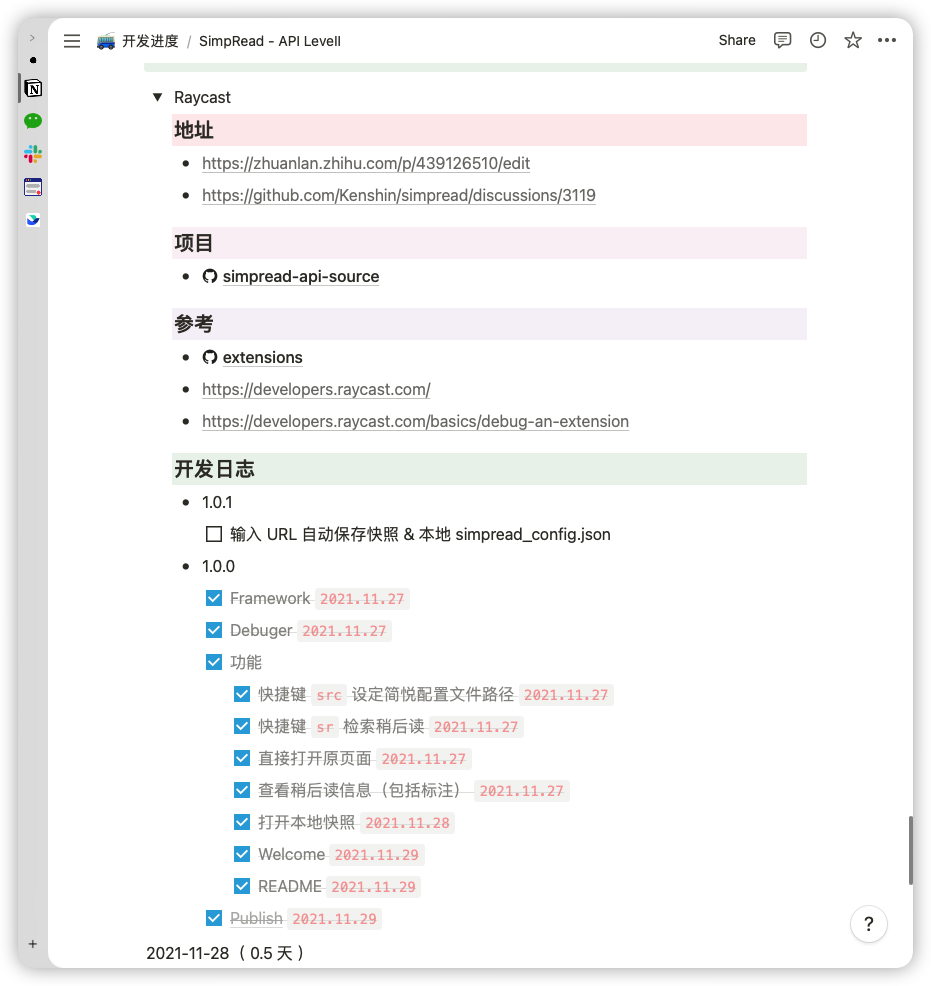 开发进度 / SimpRead - API Levell
Share
Raycast
地址
https://zhuanlan.zhihu.com/p/439126510/edit
https://github.com/Kenshin/simpread/discussions/3119
项目
simpread-api-source
参考
extensions
https://developers.raycast.com/
https://developers.raycast.com/basics/debug-an-extension
开发日志
1.0.1
输入 URL 自动保存快照 & 本地 simpread_config.json
1.0.0
Framework 2021.11.27
Debuger 2021.11.27
功能
快捷键 src 设定简悦配置文件路径 2021.11.27
快捷键 sr 检索稍后读 2021.11.27
直接打开原页面 2021.11.27
查看稍后读信息（包括标注） 2021.11.27
打开本地快照 2021.11.28
Welcome 2021.11.29
README 2021.11.29
Publish 2021.11.29
?
2021-11-28（ 0.5 天 ）